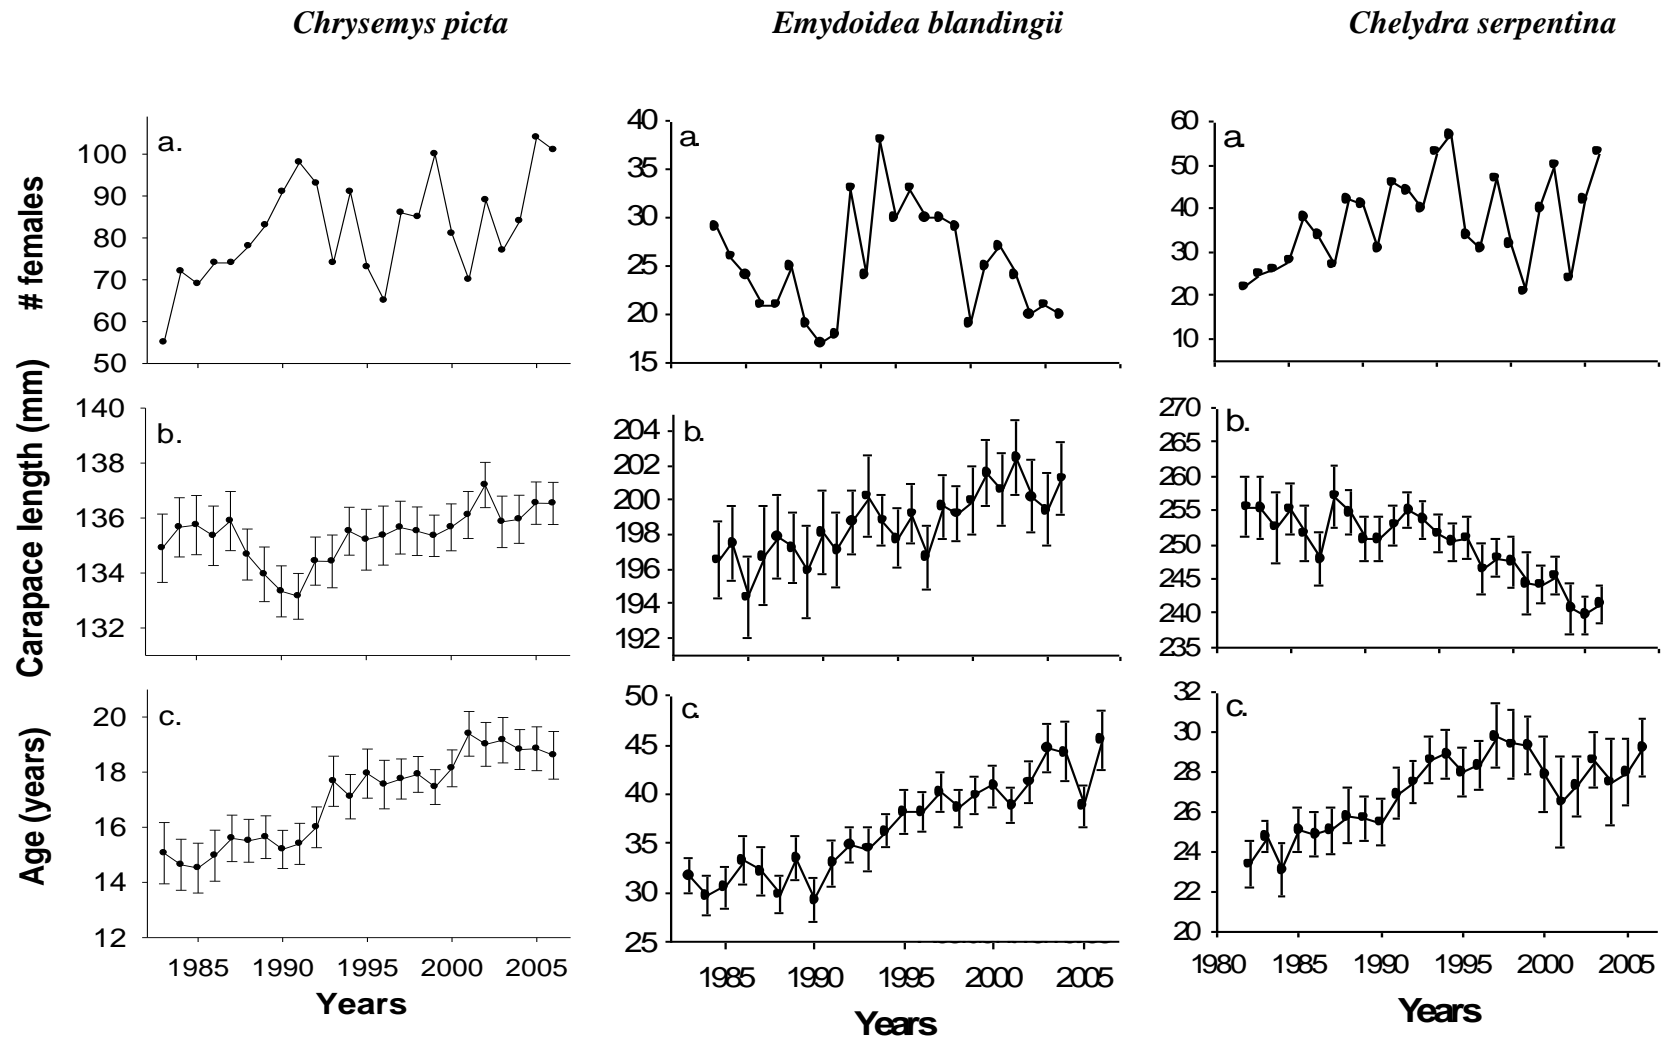 Chrysemys picta
Emydoidea blandingii
Chelydra serpentina
# females
a.
100
90
80
70
60
50
a.
40
35
30
25
20
15
a.
60
50
40
30
20
10
Carapace length (mm)
b.
140
138
136
134
132
b.
204
202
200
198
196
194
192
b.
270
265
260
255
250
245
240
235
Age (years)
c.
20
18
16
14
12
1985 1990 1995 2000 2005
Years
c.
50
45
40
35
30
25
1985 1990 1995 2000 2005
Years
c.
32
30
28
26
24
22
20
1980 1985 1990 1995 2000 2005
Years